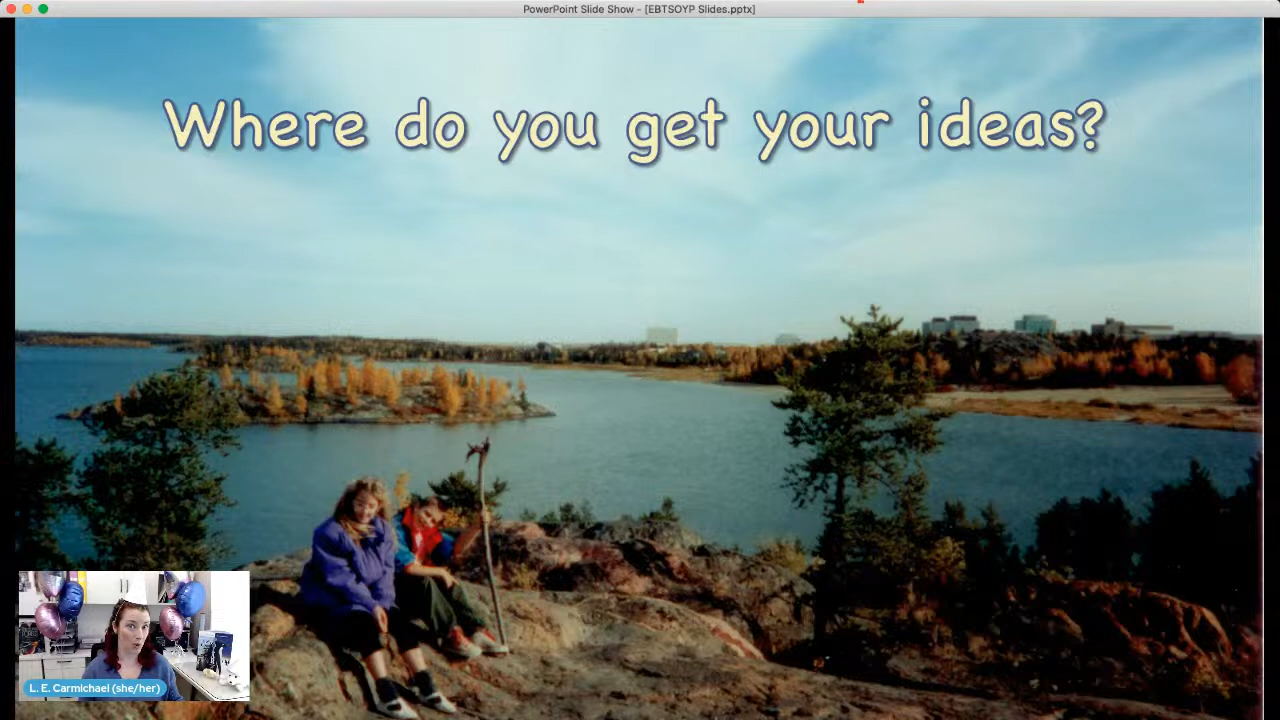 PowerPoint Slide Show - [EBTSOYP Slides.pptx]
Where do you get your ideas?
L. E. Carmichael (she/her)